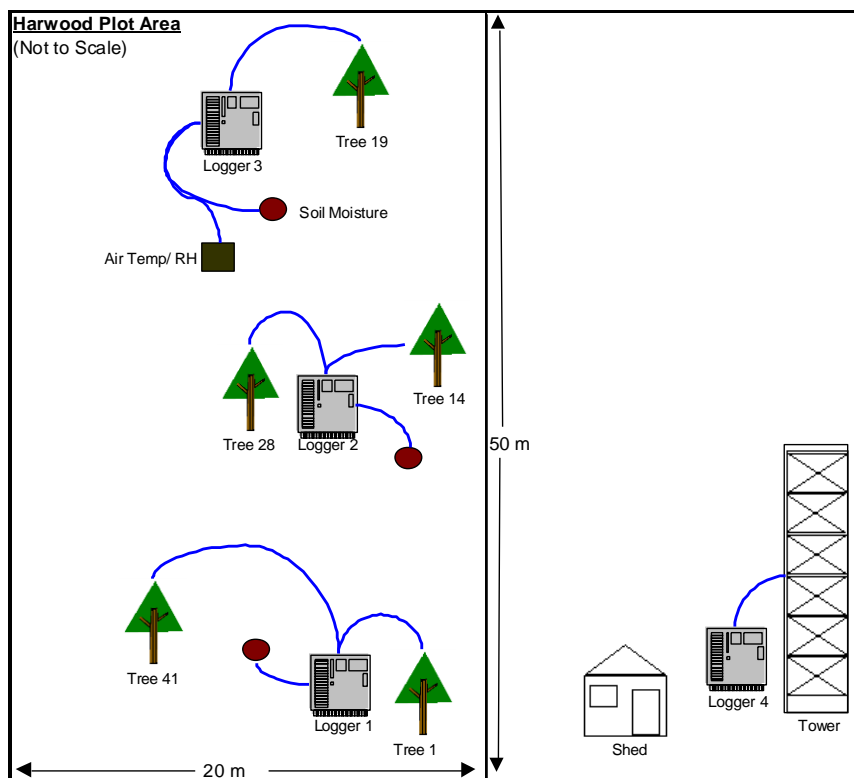 Harwood Plot Area
(Not to Scale)
Tree 19
Logger 3
Soil Moisture
Air Temp/ RH
Tree 14
Tree 28
Logger 2
50 m
Tree 41
Logger 1
Tree 1
Logger 4
Tower
Shed
20 m